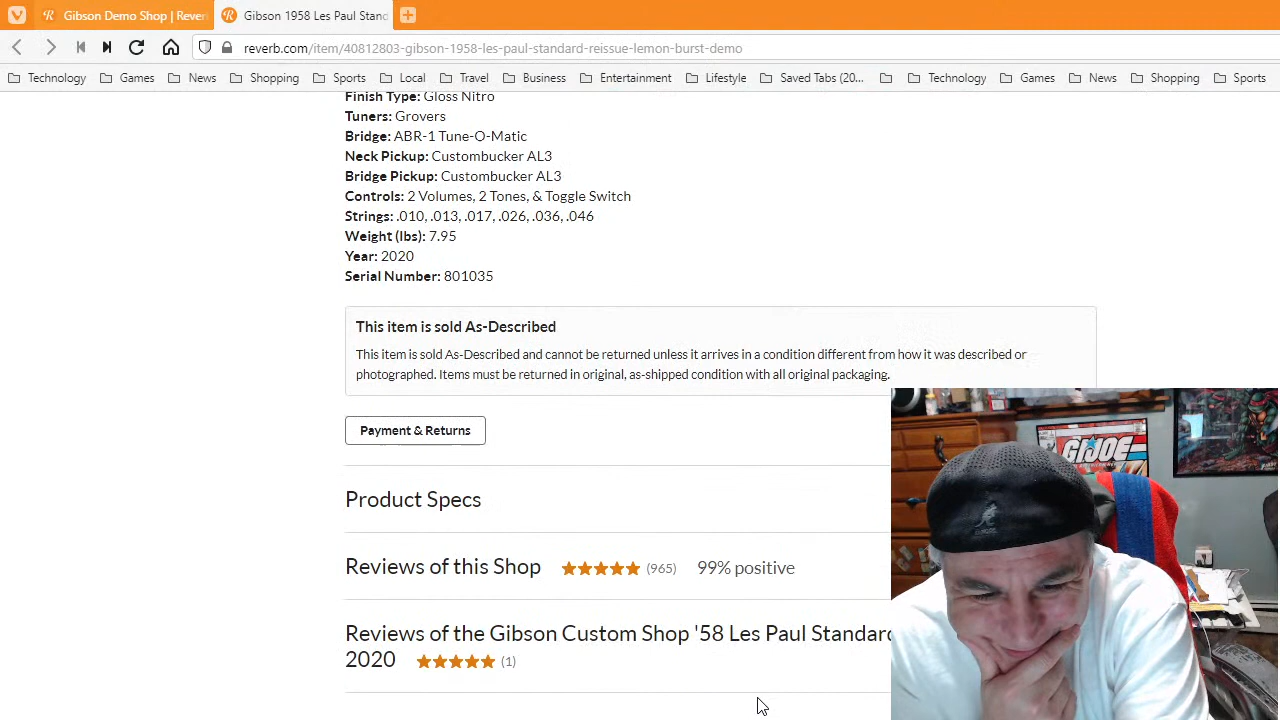 Gibson Demo Shop | Rever
Gibson 1958 Les Paul Stand
reverb.com/item/40812803-gibson-1958-les-paul-standard-reissue-lemon-burst-demo
Technology Games News Shopping Sports Local Travel Business Entertainment Lifestyle Saved Tabs (20... Technology Games News Shopping Sports
Finish Type: Gloss Nitro
Tuners: Grovers
Bridge: ABR-1 Tune-O-Matic
Neck Pickup: Custombucker AL3
Bridge Pickup: Custombucker AL3
Controls: 2 Volumes, 2 Tones, & Toggle Switch
Strings: .010, .013, .017, .026, .036, .046
Weight (lbs): 7.95
Year: 2020
Serial Number: 801035
This item is sold As-Described
This item is sold As-Described and cannot be returned unless it arrives in a condition different from how it was described or
photographed. Items must be returned in original, as-shipped condition with all original packaging.
Payment & Returns
GI JOE
Product Specs
Reviews of this Shop (965) 99% positive
Reviews of the Gibson Custom Shop '58 Les Paul Standard
2020 (1)